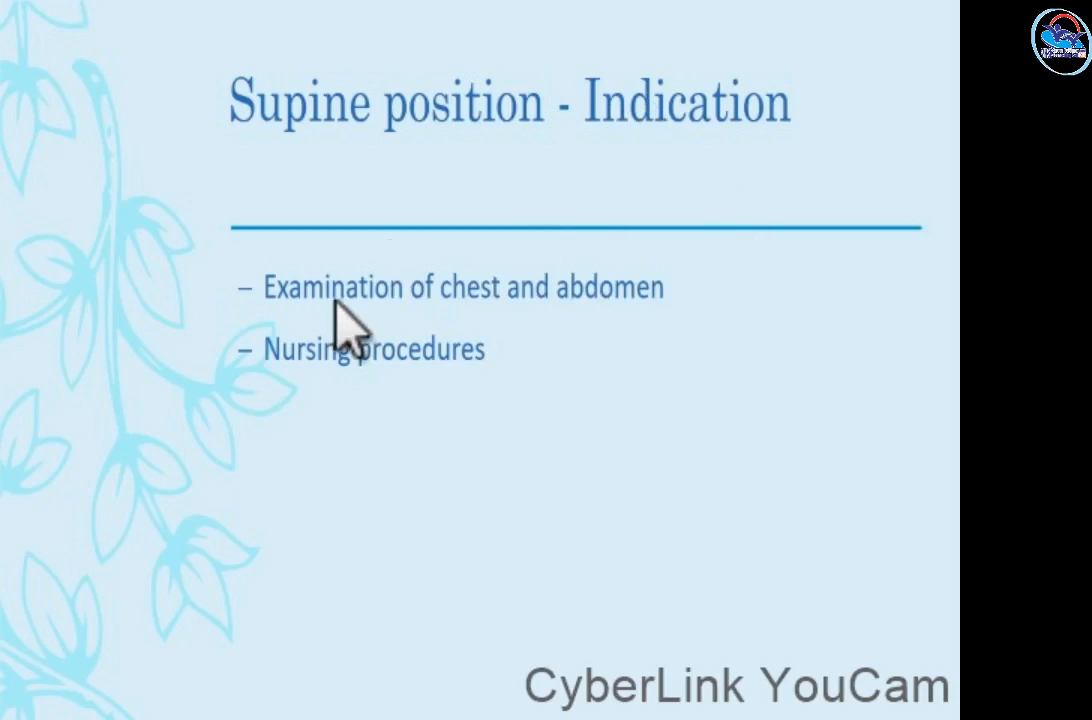 Supine position - Indication
– Examination of chest and abdomen
– Nursing procedures
CyberLink YouCam